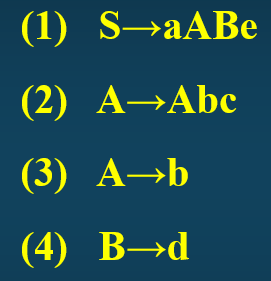 (1) S→aABe
(2) A→Abc
(3) A→b
(4) B→d